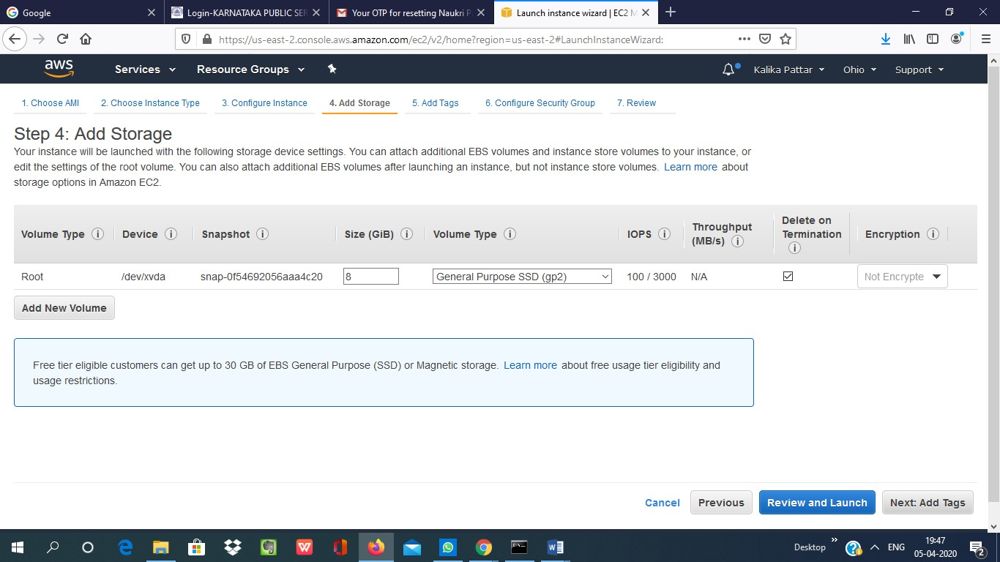 Google
Login-KARNATAKA PUBLIC SER
Your OTP for resetting Naukri P
Launch instance wizard | EC2 M
https://us-east-2.console.aws.amazon.com/ec2/v2/home?region=us-east-2#LaunchInstanceWizard:
aws Services Resource Groups Kalika Pattar Ohio Support
1. Choose AMI 2. Choose Instance Type 3. Configure Instance 4. Add Storage 5. Add Tags 6. Configure Security Group 7. Review
Step 4: Add Storage
Your instance will be launched with the following storage device settings. You can attach additional EBS volumes and instance store volumes to your instance, or
edit the settings of the root volume. You can also attach additional EBS volumes after launching an instance, but not instance store volumes. Learn more about
storage options in Amazon EC2.
Volume Type i Device i Snapshot i Size (GiB) i Volume Type i IOPS i Throughput (MB/s) i Delete on Termination i Encryption i
Root /dev/xvda snap-0f54692056aaa4c20 8 General Purpose SSD (gp2) 100 / 3000 N/A Not Encrypte
Add New Volume
Free tier eligible customers can get up to 30 GB of EBS General Purpose (SSD) or Magnetic storage. Learn more about free usage tier eligibility and
usage restrictions.
Cancel Previous Review and Launch Next: Add Tags
Desktop ENG 19:47
05-04-2020 2